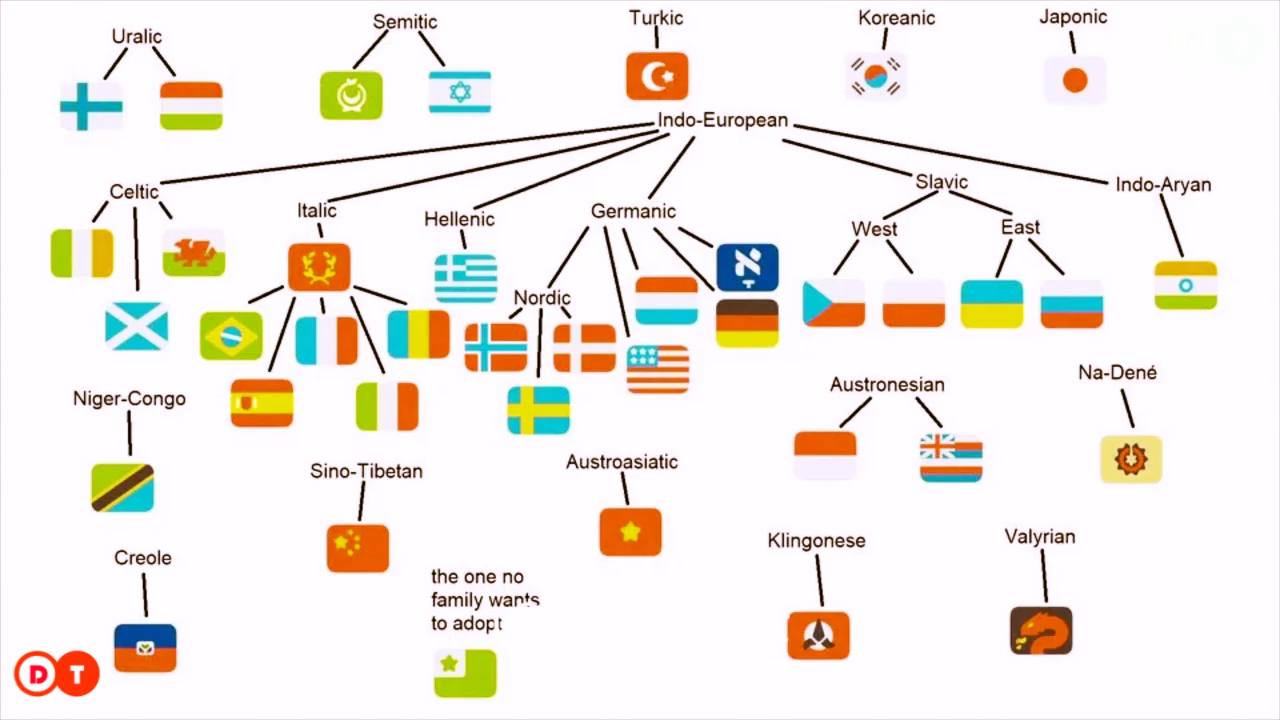 Uralic
Semitic
Turkic
Koreanic
Japonic
Indo-European
Celtic
Italic
Hellenic
Germanic
Slavic
Indo-Aryan
West
East
Nordic
Niger-Congo
Austronesian
Na-Dené
Sino-Tibetan
Austroasiatic
Creole
Klingonese
Valyrian
the one no
family wants
to adopt
א
D T